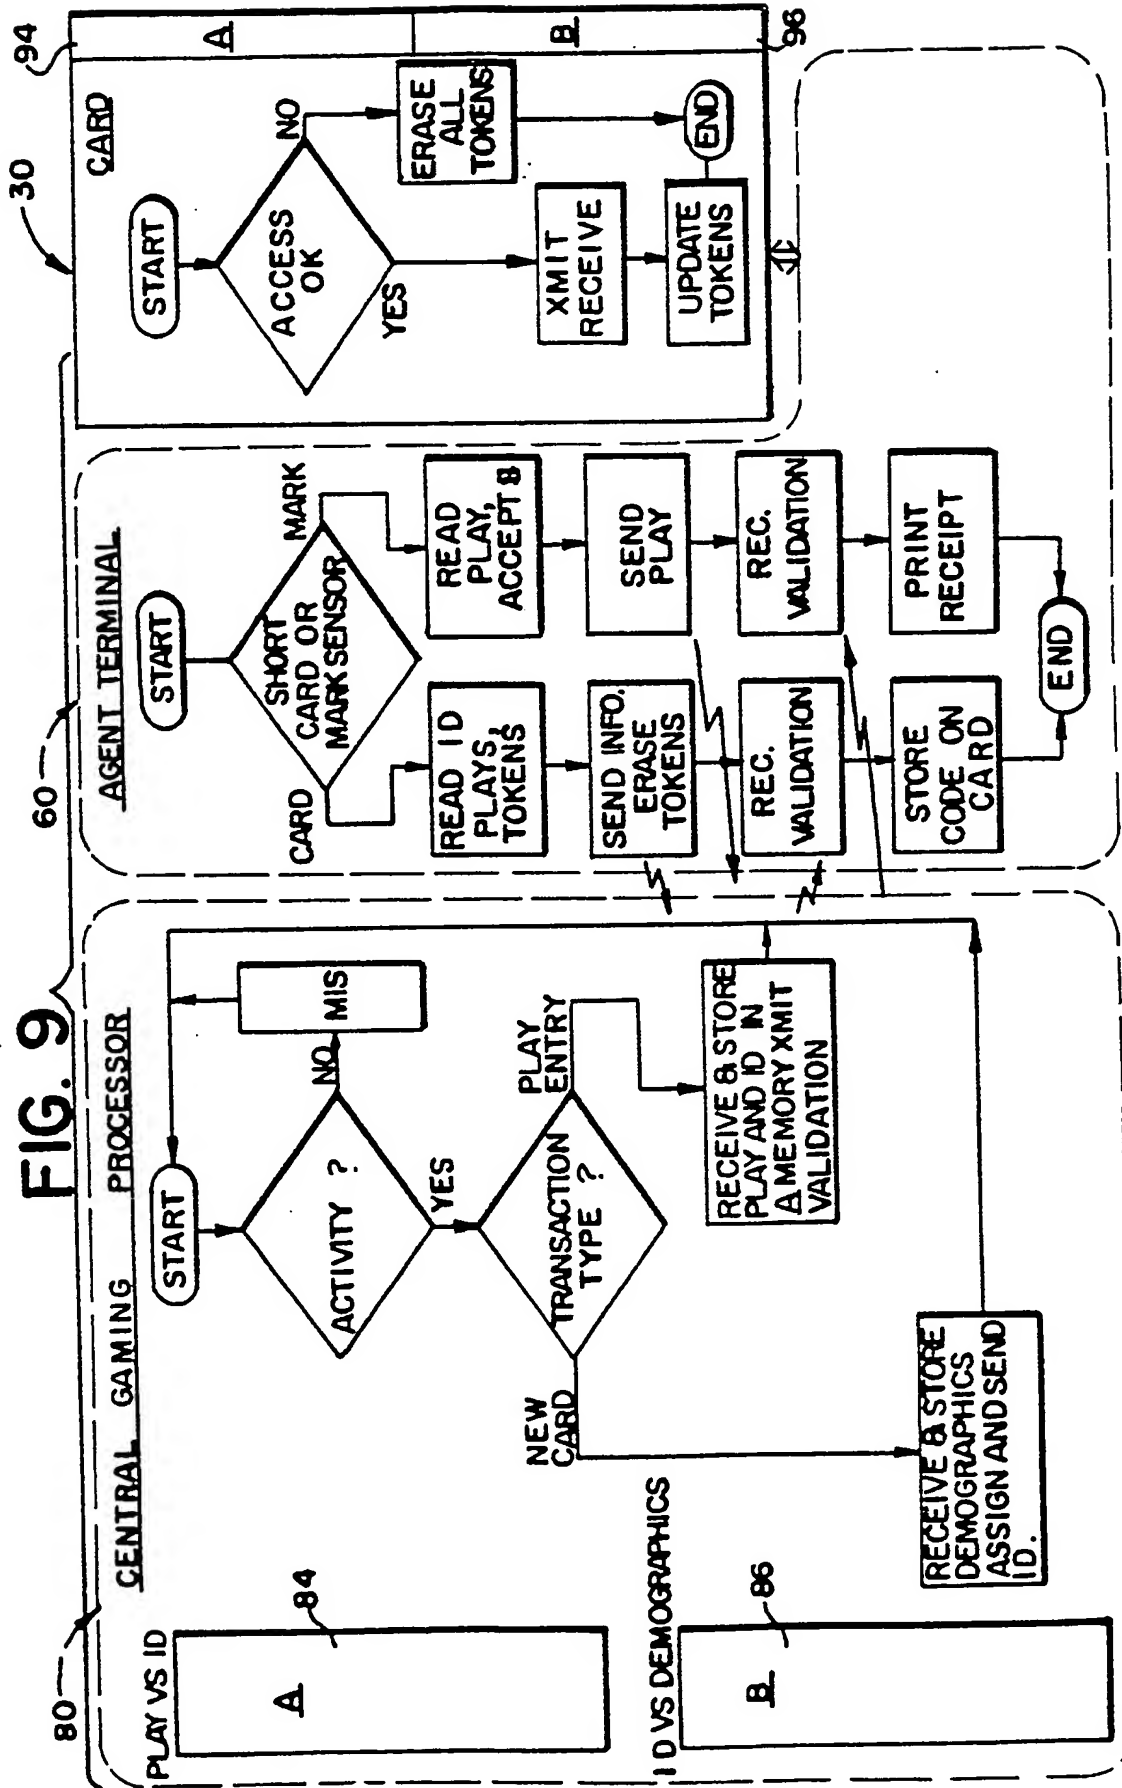 FIG. 9
80
CENTRAL GAMING PROCESSOR
PLAY VS ID
A
84
ID VS DEMOGRAPHICS
B
86
START
ACTIVITY ?
NO
MIS
YES
TRANSACTION
TYPE ?
NEW
CARD
PLAY
ENTRY
RECEIVE & STORE
PLAY AND ID IN
A MEMORY XMIT
VALIDATION
RECEIVE & STORE
DEMOGRAPHICS
ASSIGN AND SEND
ID.
60
AGENT TERMINAL
START
SHORT
CARD OR
MARK SENSOR
CARD
MARK
READ ID
PLAYS,
TOKENS
SEND INFO.
ERASE
TOKENS
REC.
VALIDATION
STORE
CODE ON
CARD
READ
PLAY,
ACCEPT $
SEND
PLAY
REC.
VALIDATION
PRINT
RECEIPT
END
30
CARD
94
A
B
96
START
ACCESS
OK
NO
YES
ERASE
ALL
TOKENS
XMIT
RECEIVE
UPDATE
TOKENS
END